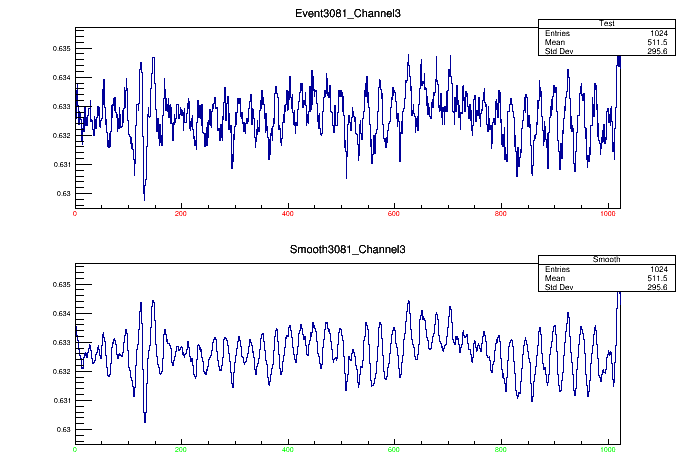 Event3081_Channel3
Test
Entries 1024
Mean 511.5
Std Dev 295.6
0.635
0.634
0.633
0.632
0.631
0.63
0 200 400 600 800 1000
Smooth3081_Channel3
Smooth
Entries 1024
Mean 511.5
Std Dev 295.6
0.635
0.634
0.633
0.632
0.631
0.63
0 200 400 600 800 1000